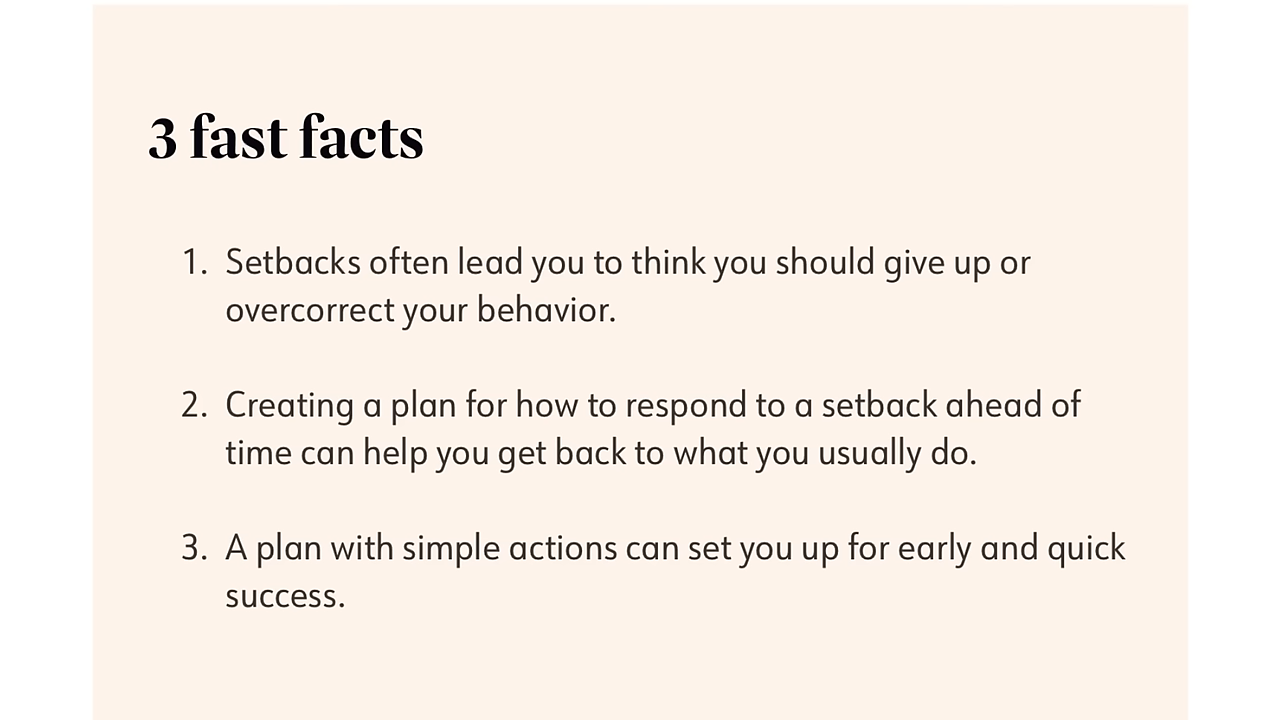 3 fast facts
1. Setbacks often lead you to think you should give up or
overcorrect your behavior.
2. Creating a plan for how to respond to a setback ahead of
time can help you get back to what you usually do.
3. A plan with simple actions can set you up for early and quick
success.